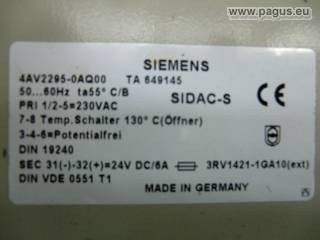 www.pagus.eu
SIEMENS
4AV2295-0AQ00 TA 649145
50...60Hz ta55° C/B
SIDAC-S
CE
PRI 1/2-5=230VAC
7-8 Temp.Schalter 130° C(Öffner)
3-4-6=Potentialfrei
DIN 19240
SEC 31(-)-32(+)=24V DC/6A 3RV1421-1GA10(ext)
DIN VDE 0551 T1
MADE IN GERMANY